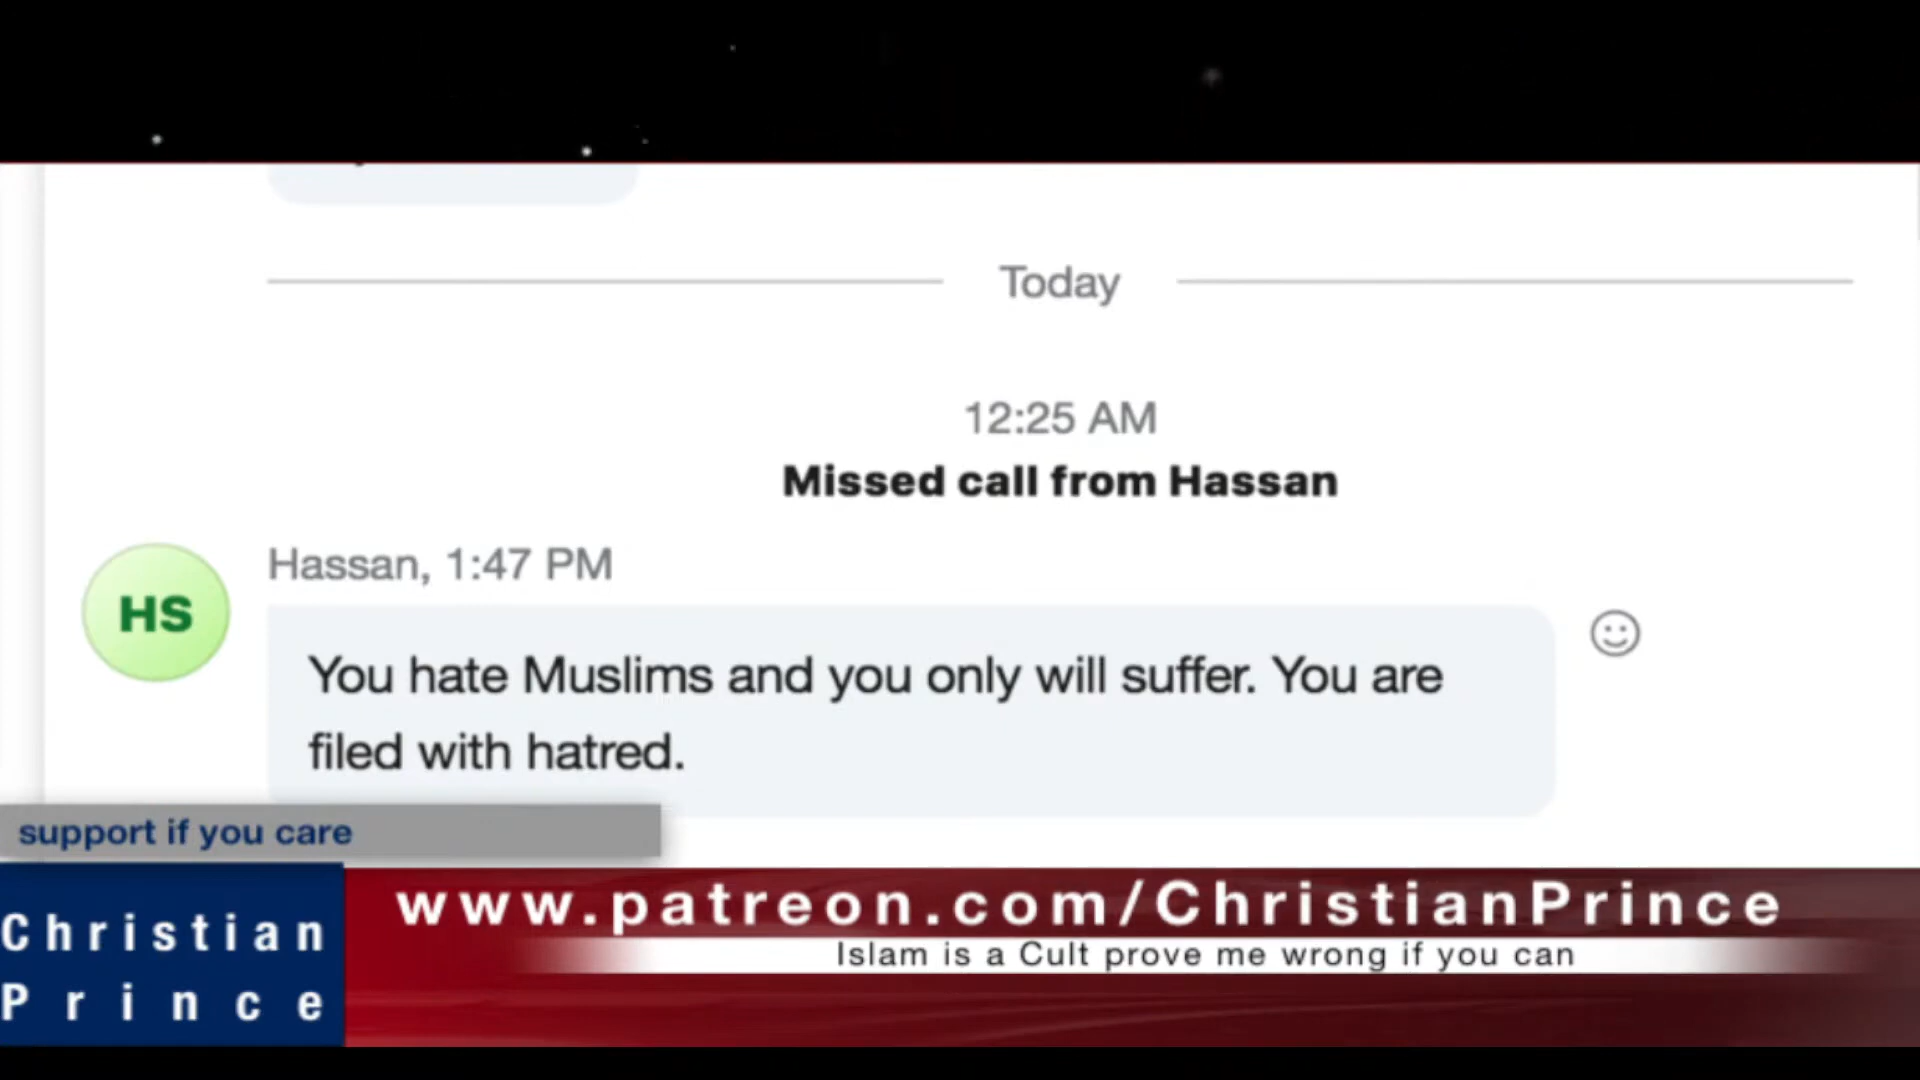 Today
12:25 AM
Missed call from Hassan
HS
Hassan, 1:47 PM
You hate Muslims and you only will suffer. You are
filed with hatred.
support if you care
Christian
Prince
www.patreon.com/ChristianPrince
Islam is a Cult prove me wrong if you can